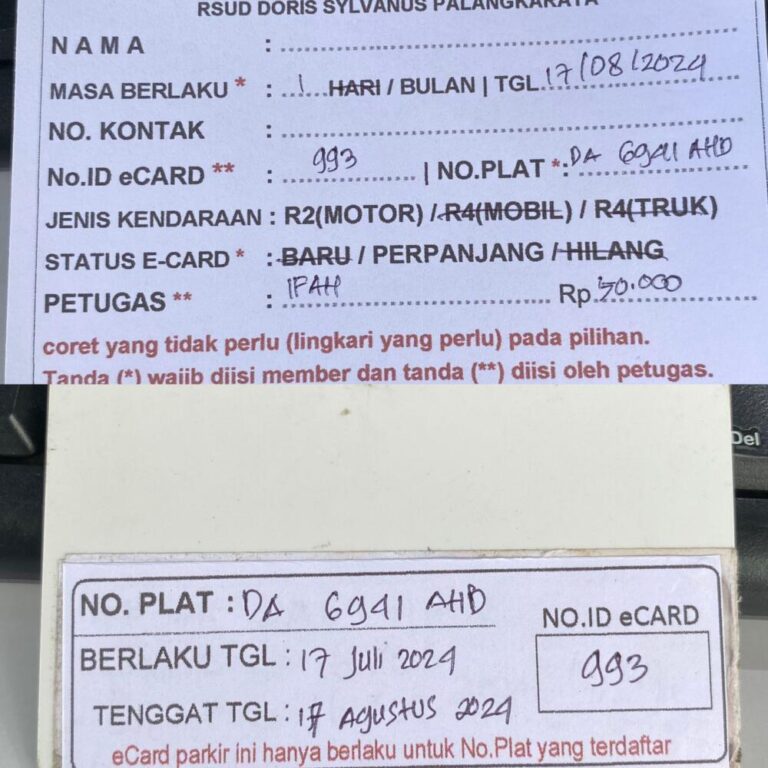 RSUD DORIS SYLVANUS PALANGKARAYA
NAMA :
MASA BERLAKU * : 1 HARI / BULAN | TGL. 17/08/2024
NO. KONTAK :
No.ID eCARD ** : 993 | NO.PLAT *: DA 6941 AHD
JENIS KENDARAAN : R2(MOTOR) / R4(MOBIL) / R4(TRUK)
STATUS E-CARD * : BARU / PERPANJANG / HILANG
PETUGAS ** : IFAH Rp. 50.000
coret yang tidak perlu (lingkari yang perlu) pada pilihan.
Tanda (*) wajib diisi member dan tanda (**) diisi oleh petugas.
Del
NO. PLAT : DA 6941 AHD
NO.ID eCARD
993
BERLAKU TGL : 17 Juli 2024
TENGGAT TGL : 17 AGUSTUS 2024
eCard parkir ini hanya berlaku untuk No.Plat yang terdaftar